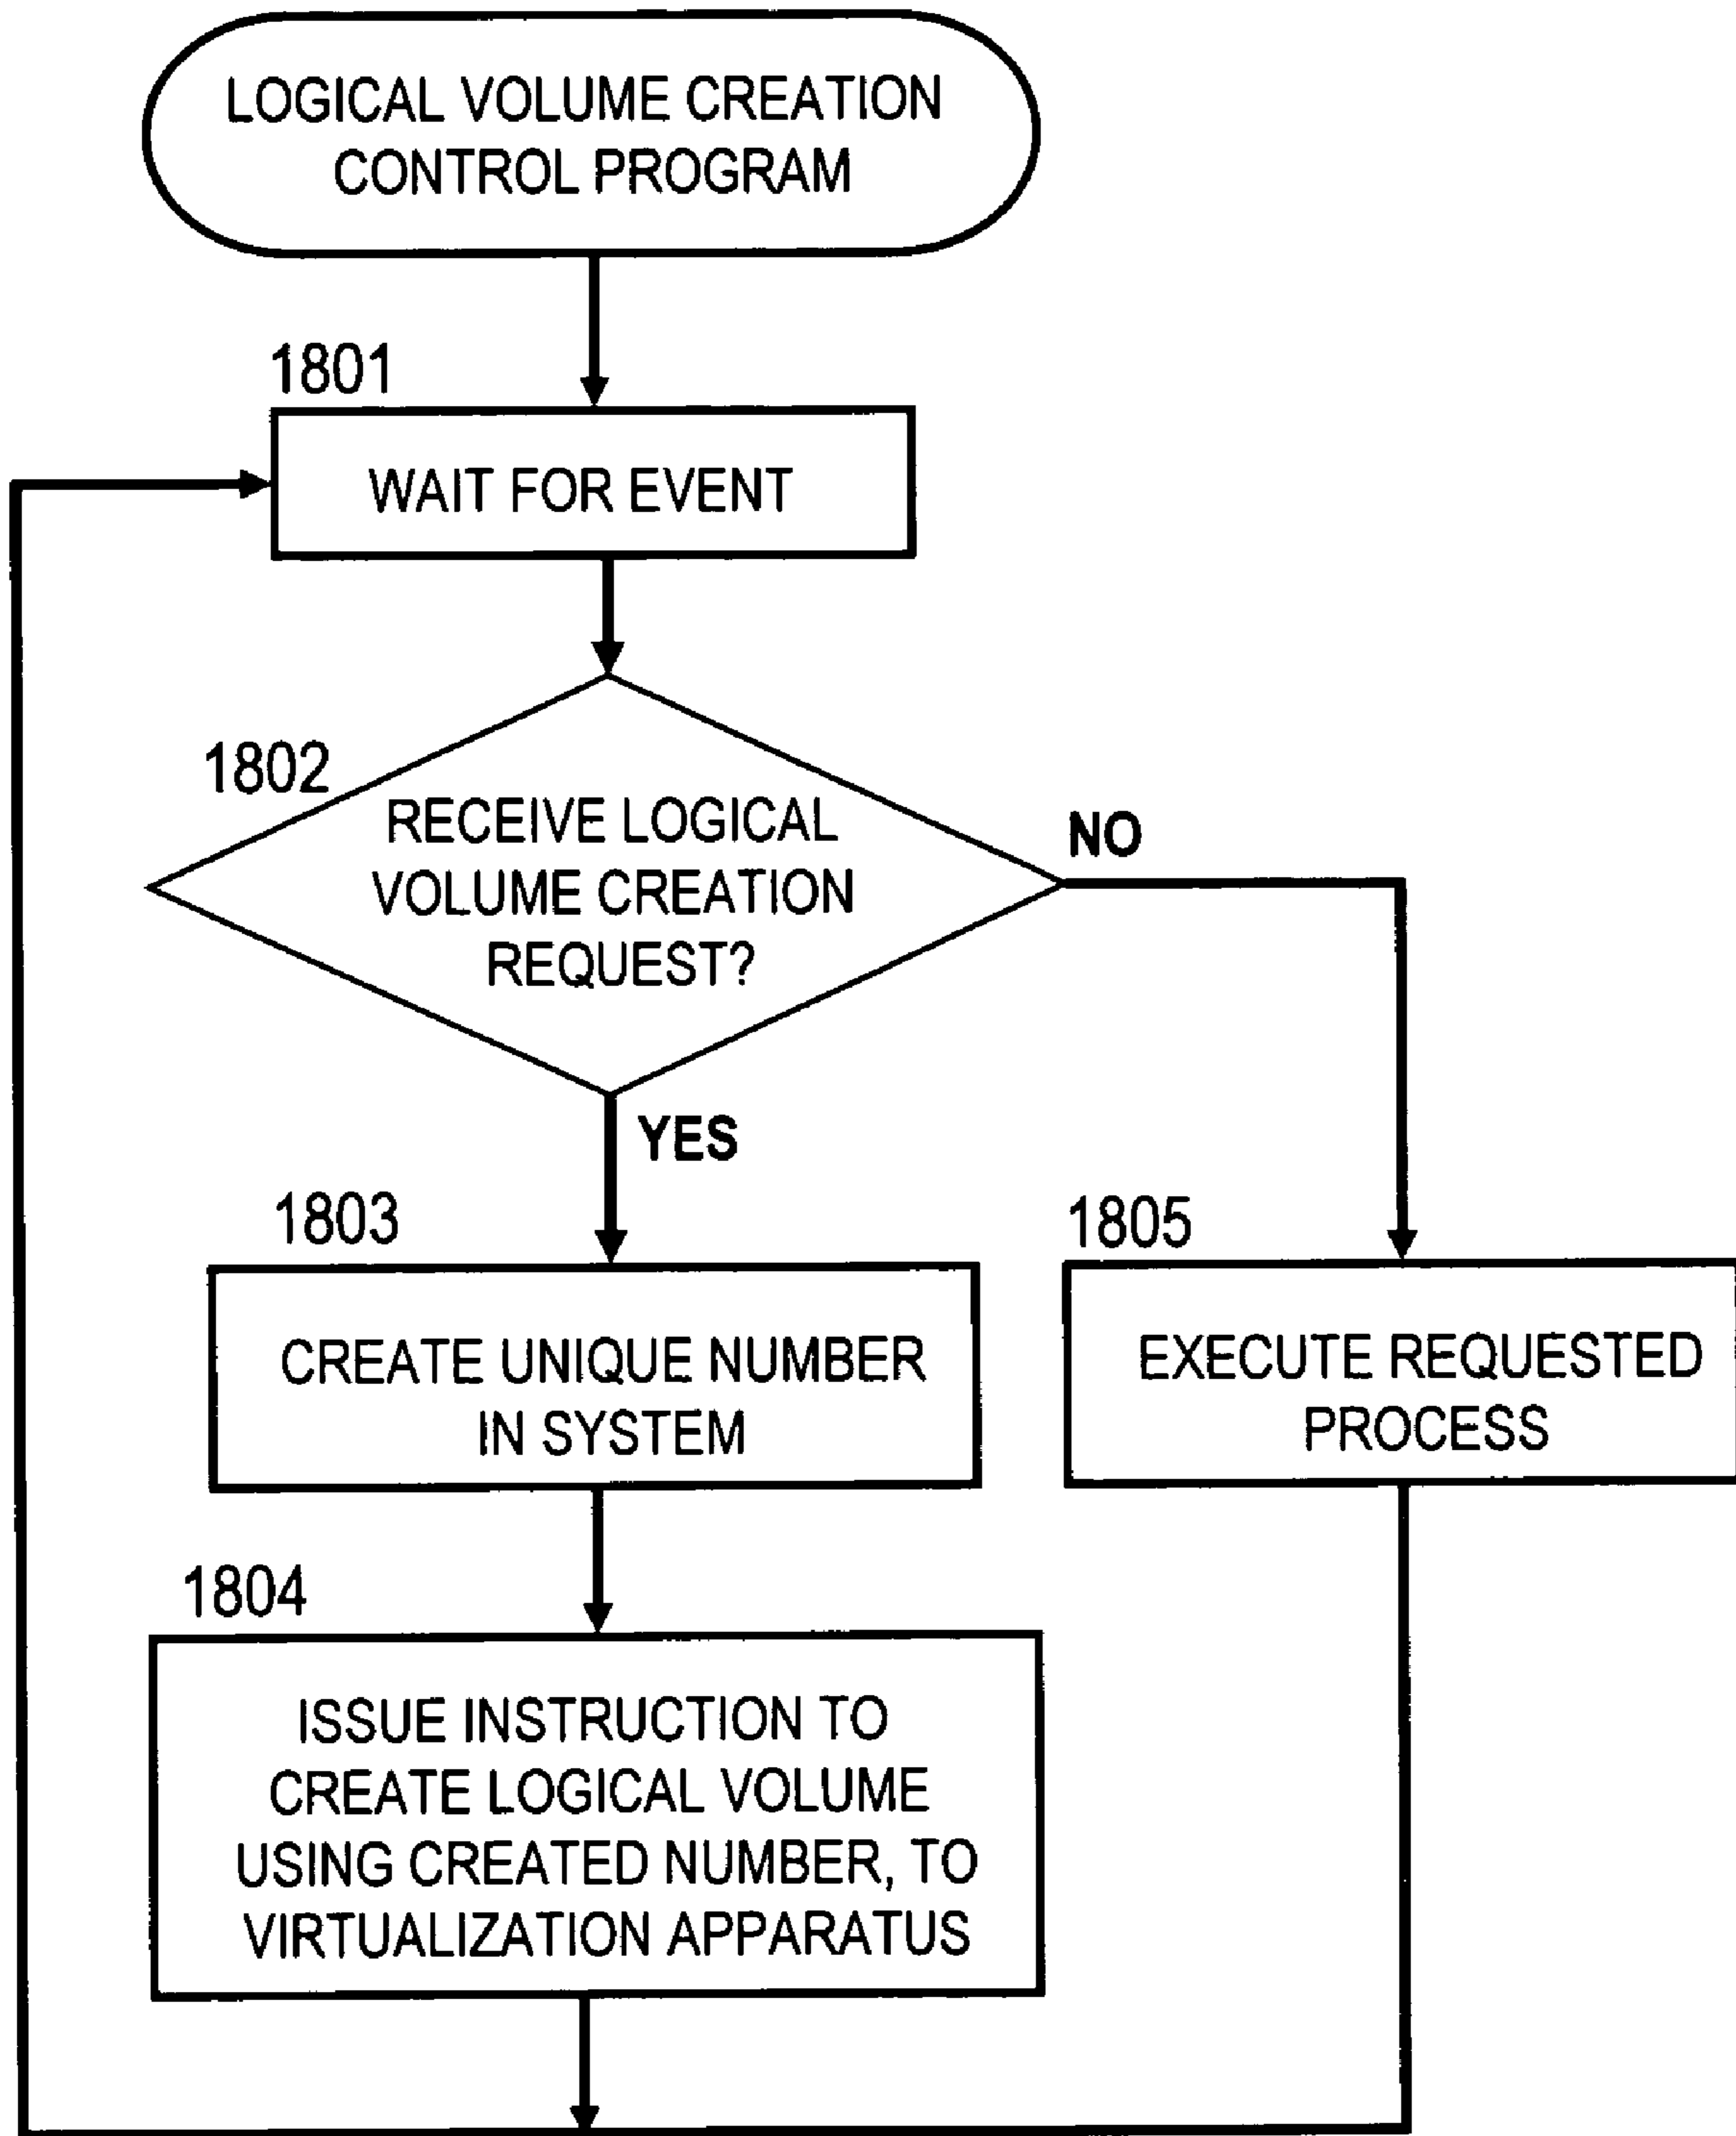 LOGICAL VOLUME CREATION
CONTROL PROGRAM
1801
WAIT FOR EVENT
1802
RECEIVE LOGICAL
VOLUME CREATION
REQUEST?
NO
YES
1803
CREATE UNIQUE NUMBER
IN SYSTEM
1805
EXECUTE REQUESTED
PROCESS
1804
ISSUE INSTRUCTION TO
CREATE LOGICAL VOLUME
USING CREATED NUMBER, TO
VIRTUALIZATION APPARATUS